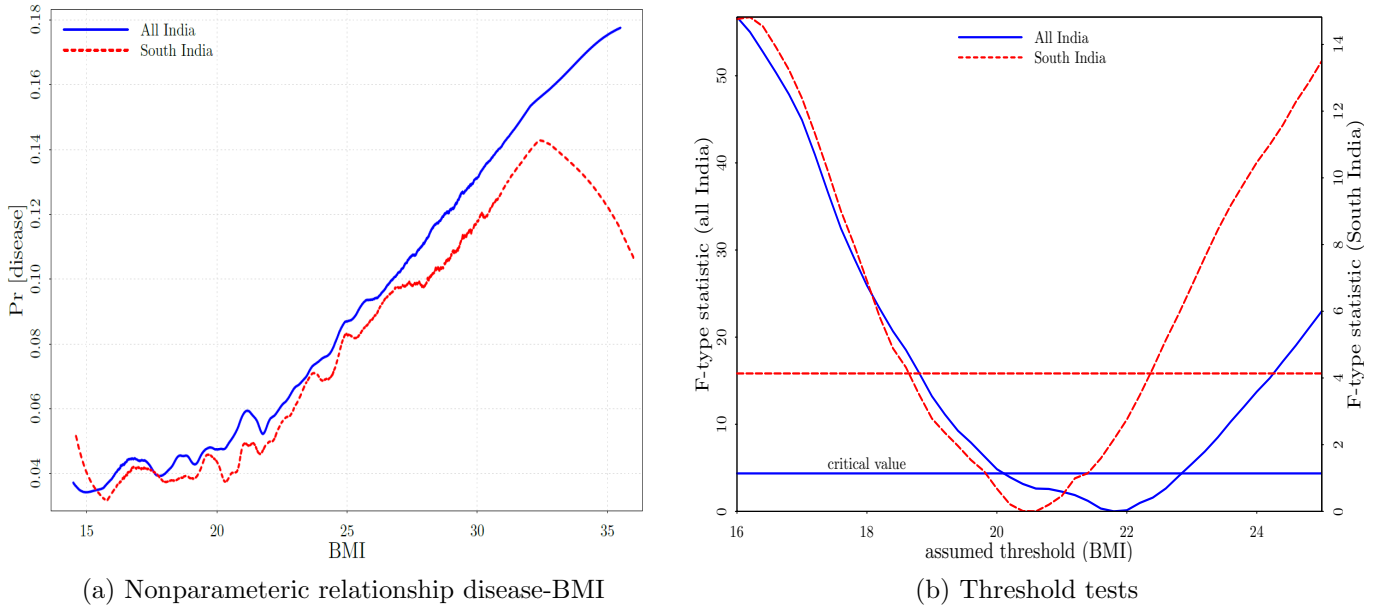 All India
South India
0.18
0.16
0.14
0.12
0.10
0.08
0.06
0.04
Pr [disease]
15
20
25
30
35
BMI
(a) Nonparameteric relationship disease-BMI
All India
South India
50
40
30
20
10
0
F-type statistic (all India)
14
12
10
8
6
4
2
0
F-type statistic (South India)
critical value
16
18
20
22
24
assumed threshold (BMI)
(b) Threshold tests